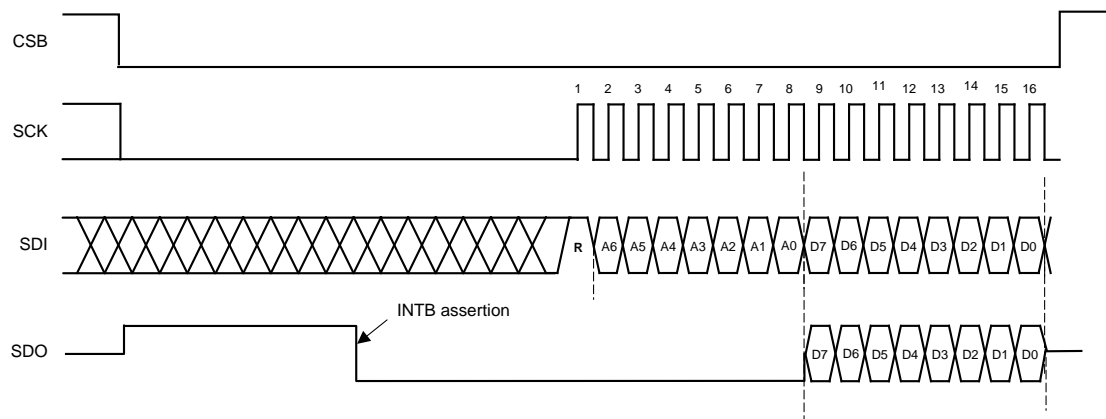 CSB
1 2 3 4 5 6 7 8 9 10 11 12 13 14 15 16
SCK
SDI R A6 A5 A4 A3 A2 A1 A0 D7 D6 D5 D4 D3 D2 D1 D0
INTB assertion
SDO D7 D6 D5 D4 D3 D2 D1 D0